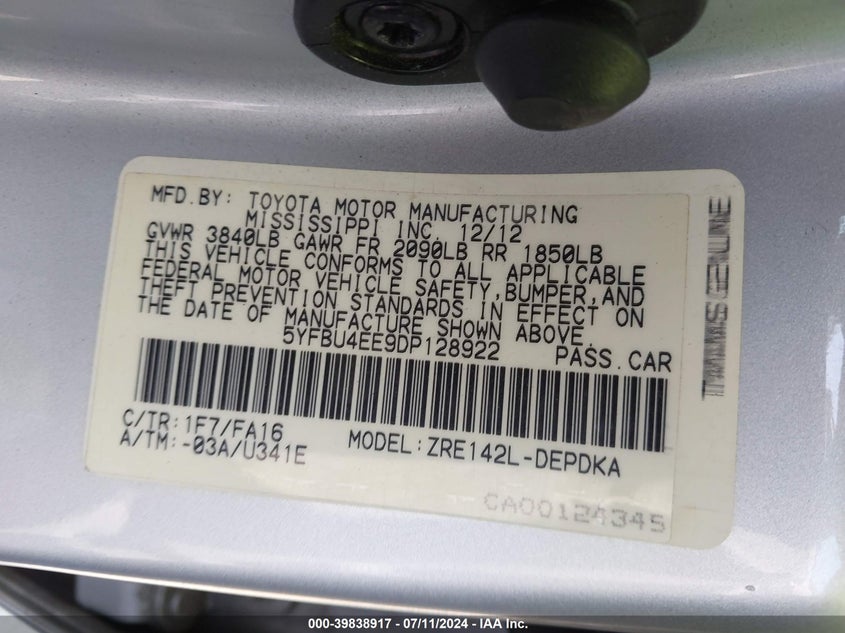 MFD.BY: TOYOTA MOTOR MANUFACTURING
MISSISSIPPI INC. 12/12
GVWR 3840LB GAWR FR 2090LB RR 1850LB
THIS VEHICLE CONFORMS TO ALL APPLICABLE
FEDERAL MOTOR VEHICLE SAFETY,BUMPER,AND
THEFT PREVENTION STANDARDS IN EFFECT ON
THE DATE OF MANUFACTURE SHOWN ABOVE.
5YFBU4EE9DP128922 PASS.CAR
C/TR:1F7/FA16
A/TM:-03A/U341E MODEL:ZRE142L-DEPDKA
CA00124345
000-39838917 - 07/11/2024 - IAA Inc.